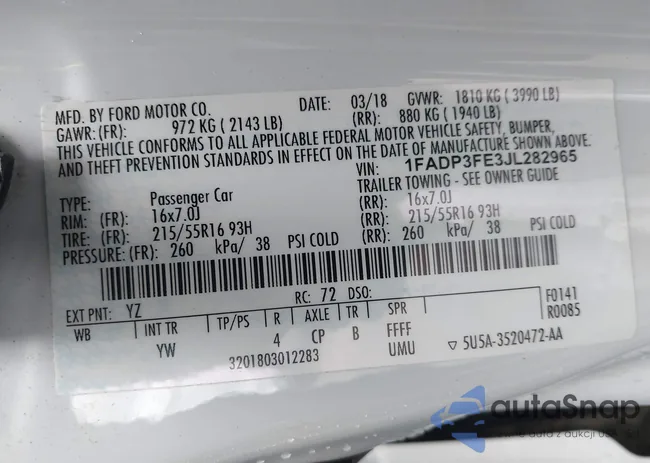 MFD. BY FORD MOTOR CO. DATE: 03/18 GVWR: 1810 KG ( 3990 LB)
GAWR: (FR): 972 KG ( 2143 LB) (RR): 880 KG ( 1940 LB)
THIS VEHICLE CONFORMS TO ALL APPLICABLE FEDERAL MOTOR VEHICLE SAFETY, BUMPER,
AND THEFT PREVENTION STANDARDS IN EFFECT ON THE DATE OF MANUFACTURE SHOWN ABOVE.
VIN: 1FADP3FE3JL282965
TYPE: Passenger Car TRAILER TOWING - SEE OWNER GUIDE
RIM: (FR): 16x7.0J (RR): 16x7.0J
TIRE: (FR): 215/55R16 93H (RR): 215/55R16 93H
PRESSURE: (FR): 260 kPa/ 38 PSI COLD (RR): 260 kPa/ 38 PSI COLD
EXT PNT: YZ RC: 72 DSO: F0141
WB INT TR TP/PS R AXLE TR SPR R0085
YW 4 CP B FFFF
3201803012283 UMU ▽ 5U5A-3520472-AA
autoSnap